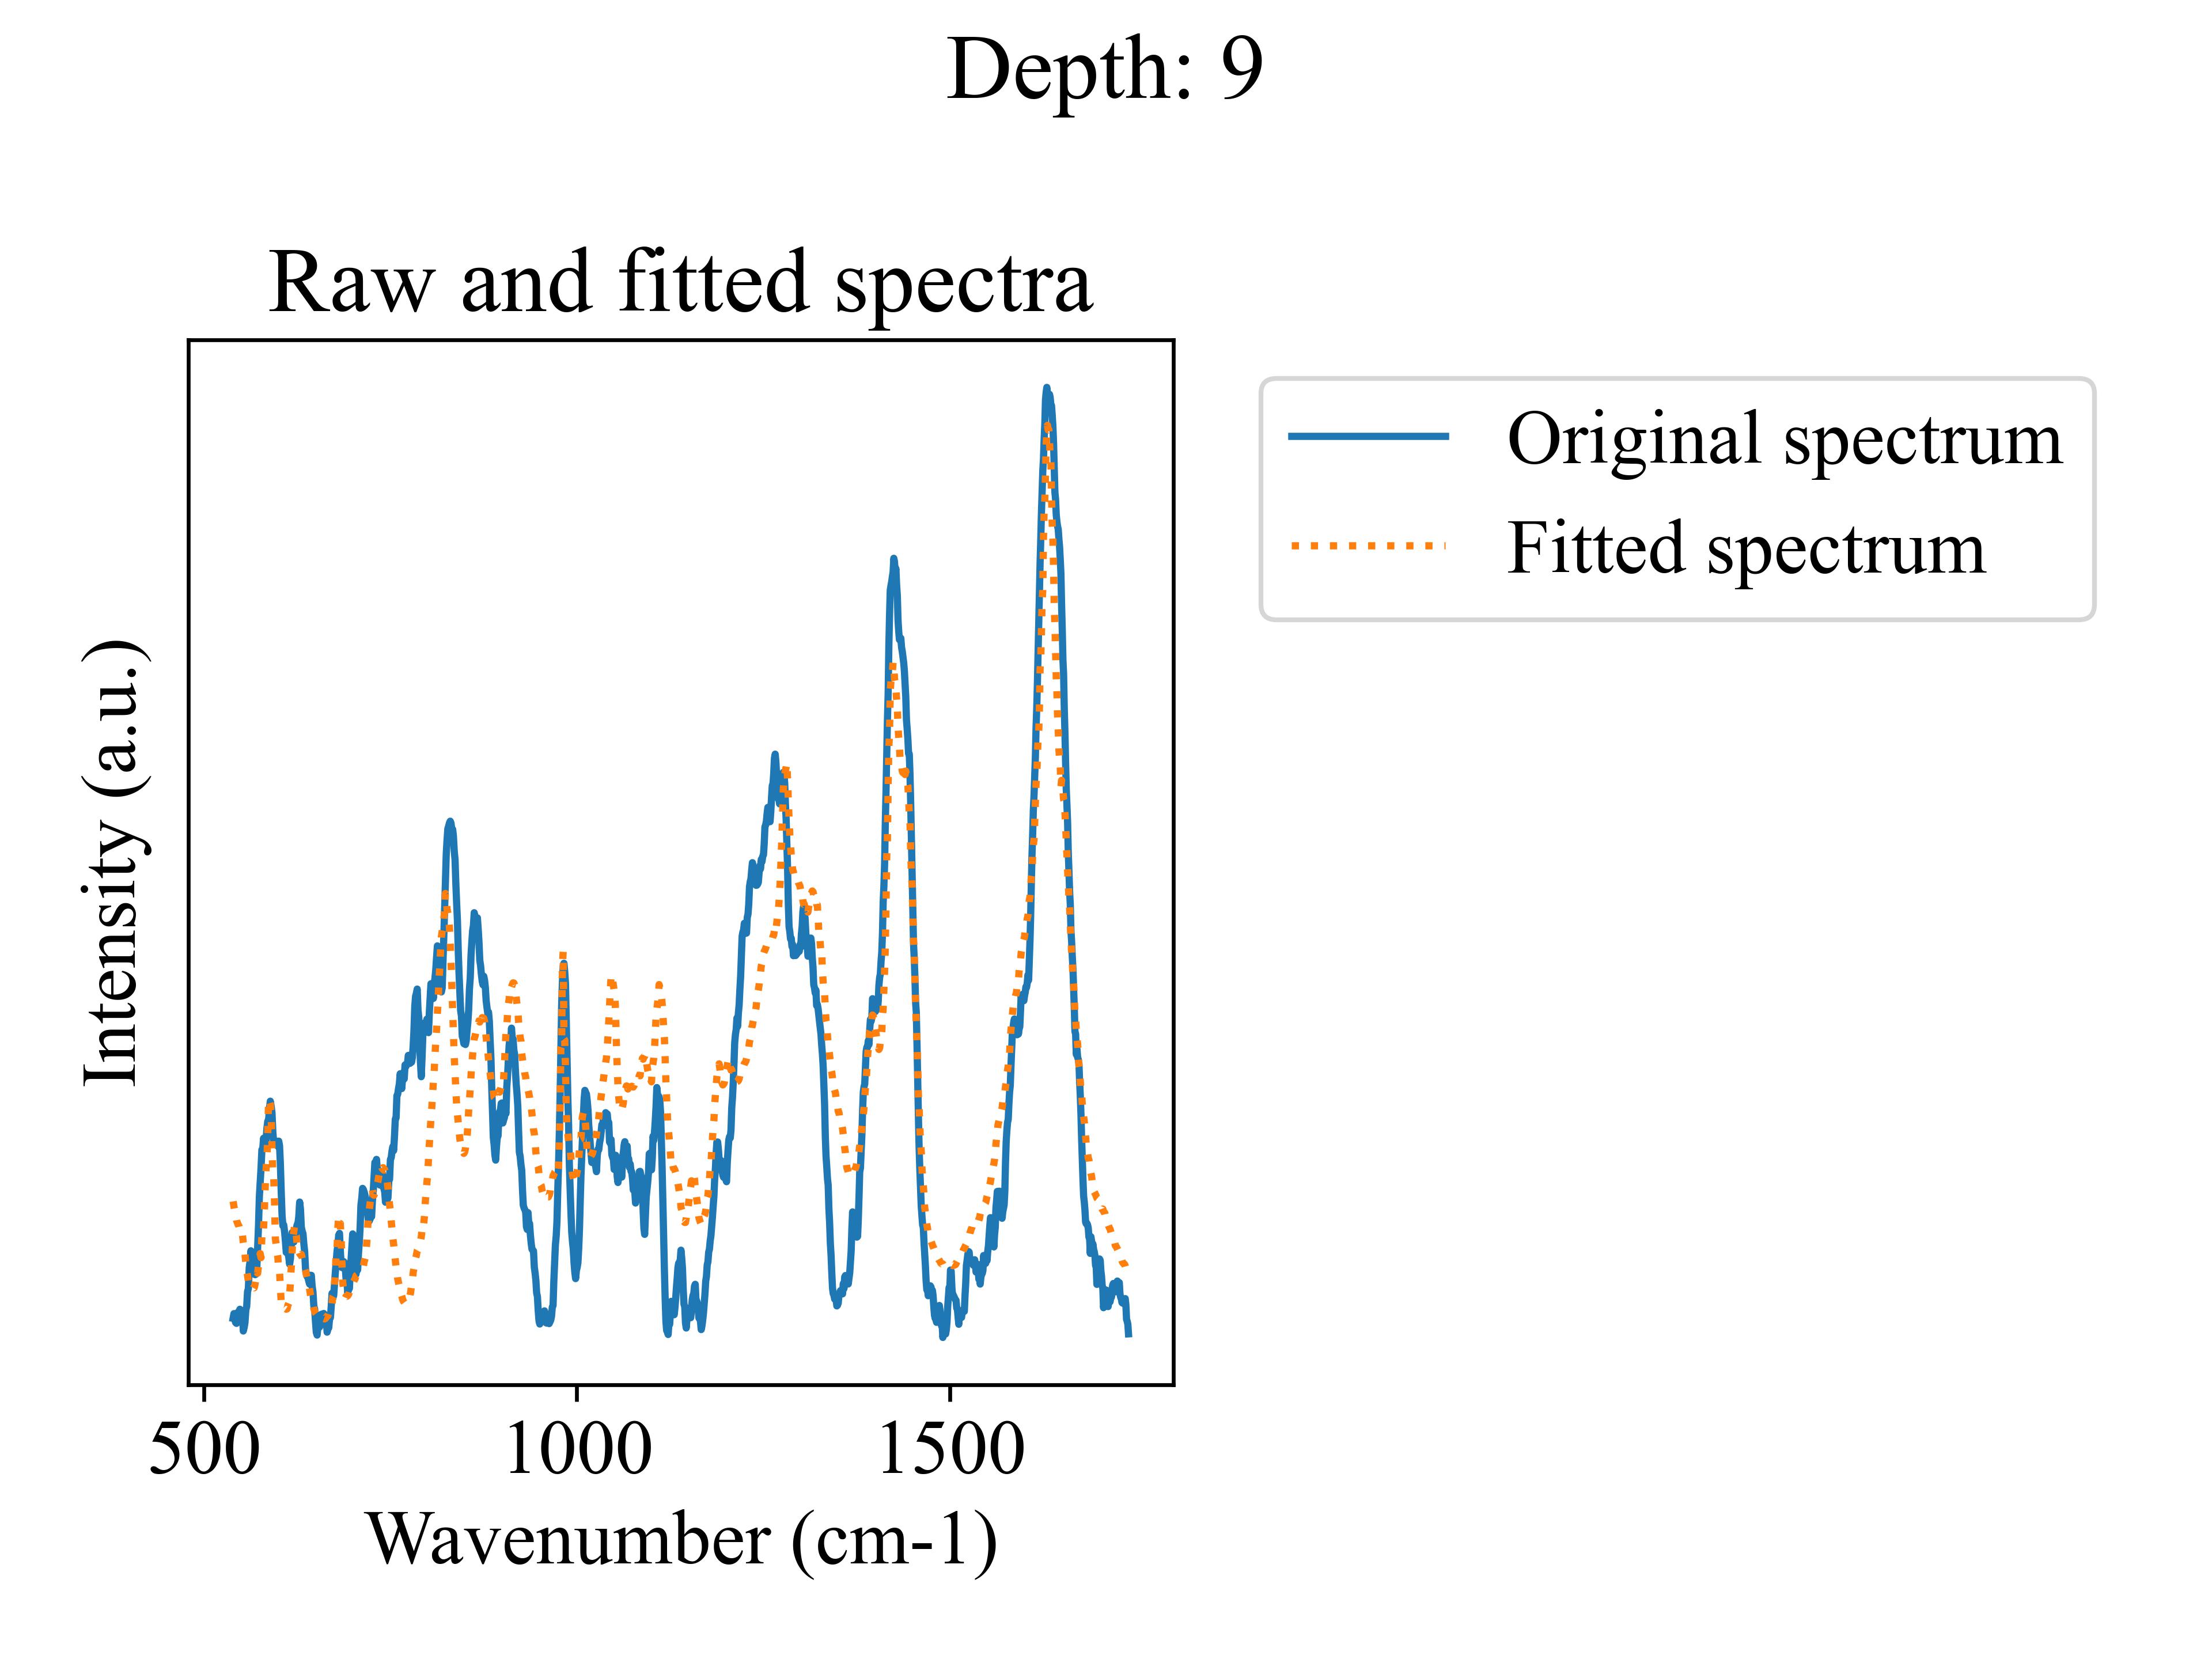 Depth: 9
Raw and fitted spectra
Original spectrum
Fitted spectrum
Intensity (a.u.)
500 1000 1500
Wavenumber (cm-1)